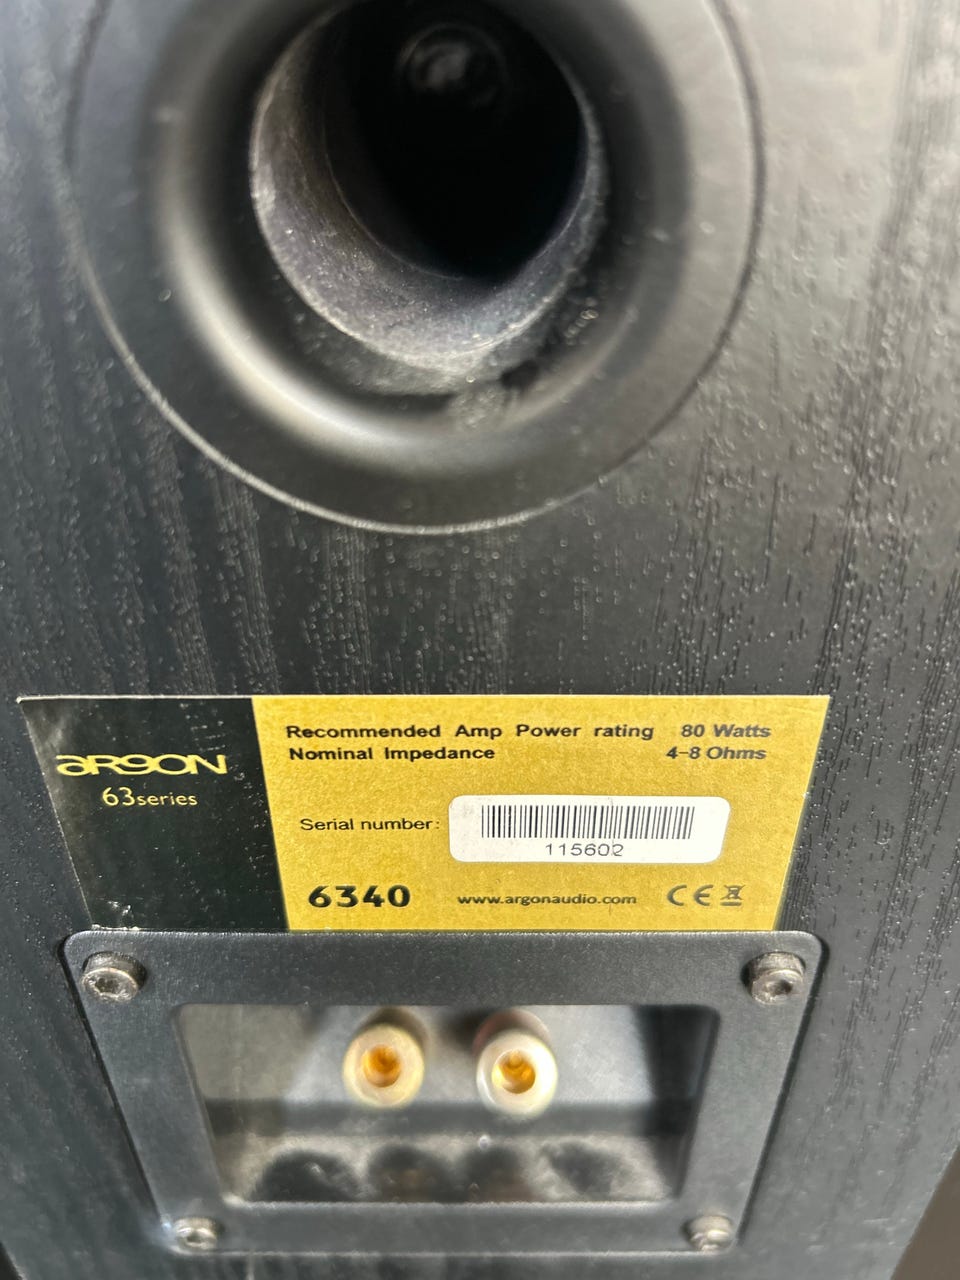 ARGON
63series
Recommended Amp Power rating 80 Watts
Nominal Impedance 4-8 Ohms
Serial number:
115602
6340 www.argonaudio.com CE